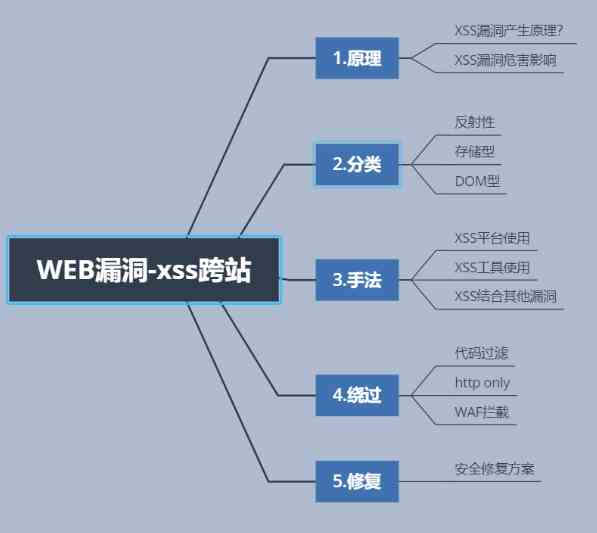 WEB漏洞-xss跨站
1.原理
XSS漏洞产生原理?
XSS漏洞危害影响
2.分类
反射性
存储型
DOM型
3.手法
XSS平台使用
XSS工具使用
XSS结合其他漏洞
4.绕过
代码过滤
http only
WAF拦截
5.修复
安全修复方案